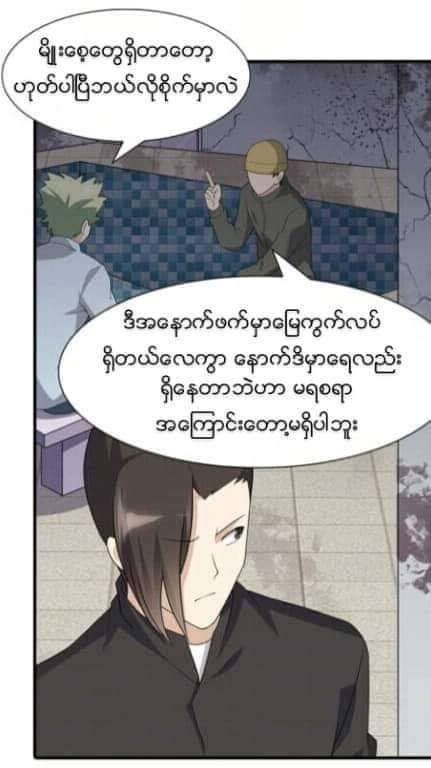 မျိုးစေ့တွေရှိတာတော့
ဟုတ်ပါပြီဘယ်လိုစိုက်မှာလဲ
ဒီအနောက်ဖက်မှာမြေကွက်လပ်
ရှိတယ်လေကွာ နောက်ဒီမှာရေလည်း
ရှိနေတာဘဲဟာ မရစရာ
အကြောင်းတော့မရှိပါဘူး